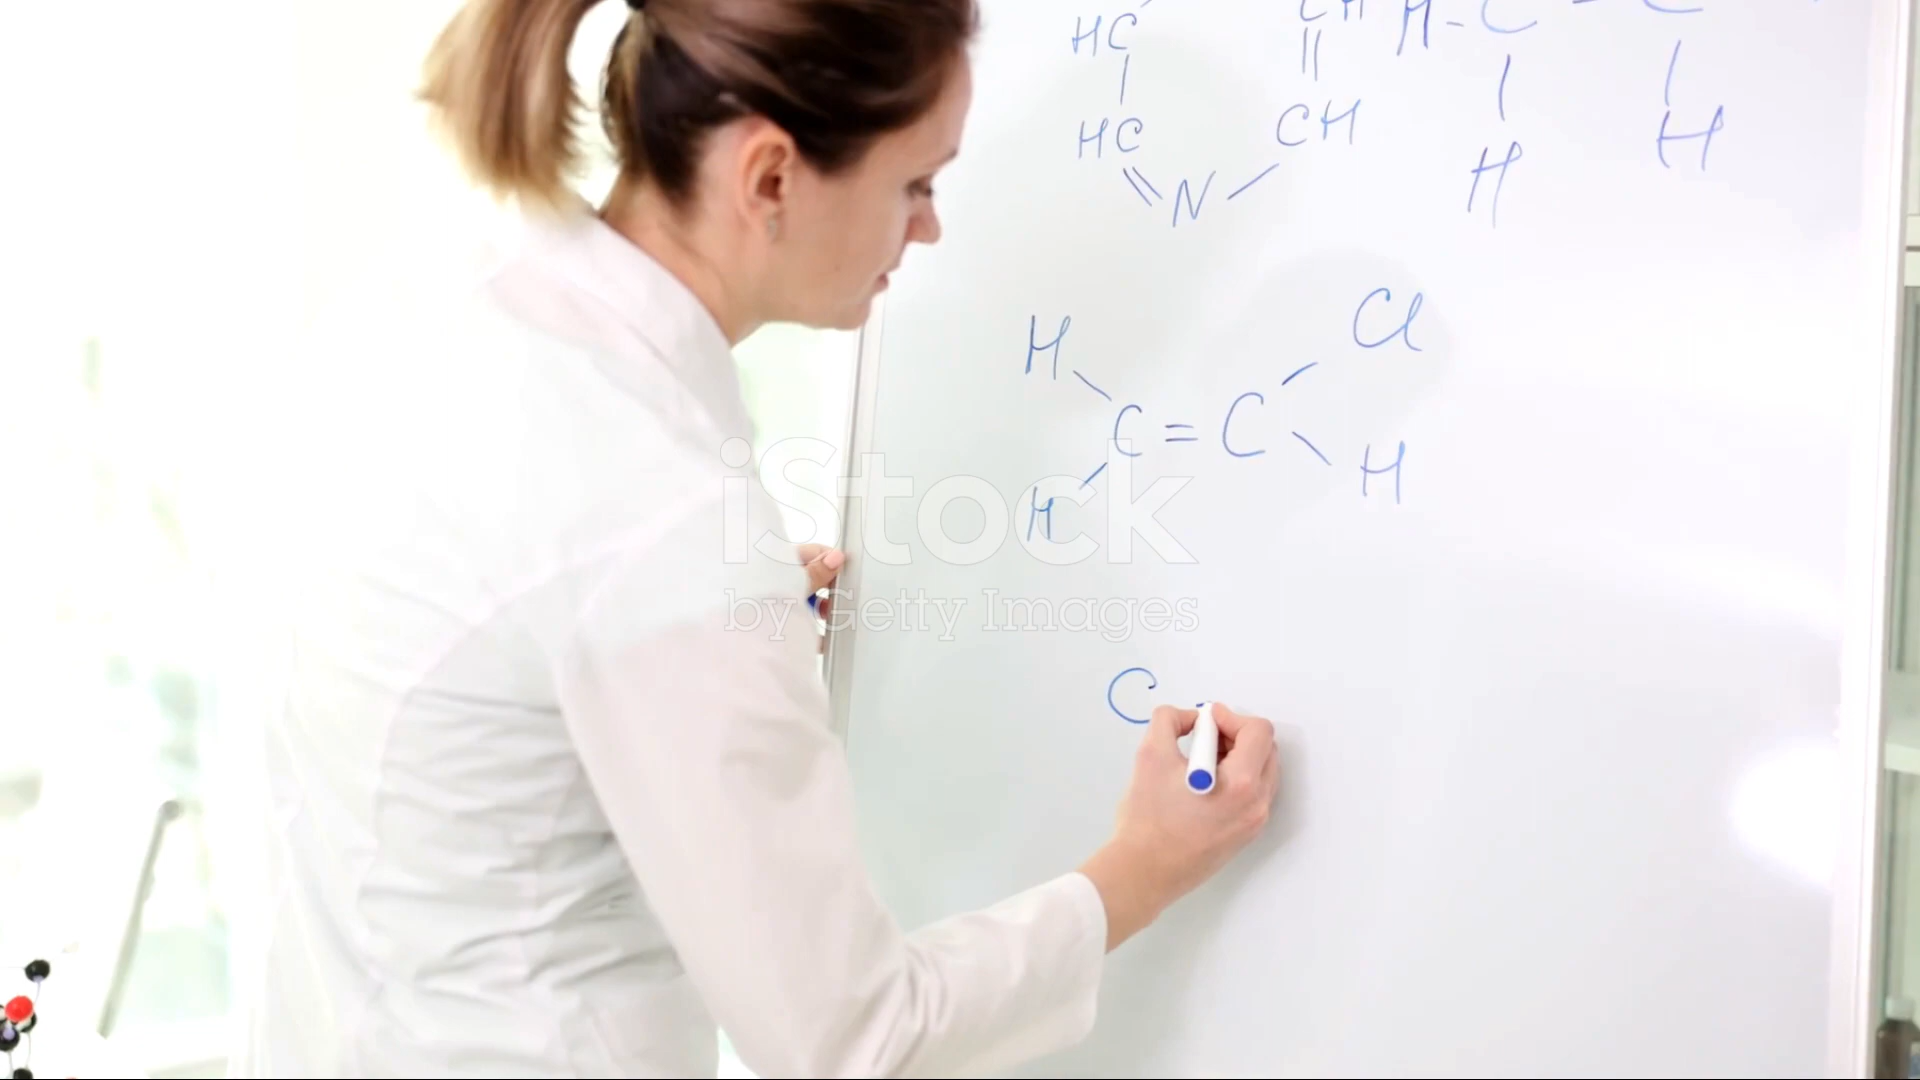 HC CH H - C - C
HC CH H H
N
H Cl
C = C
H H
iStock
by Getty Images
C